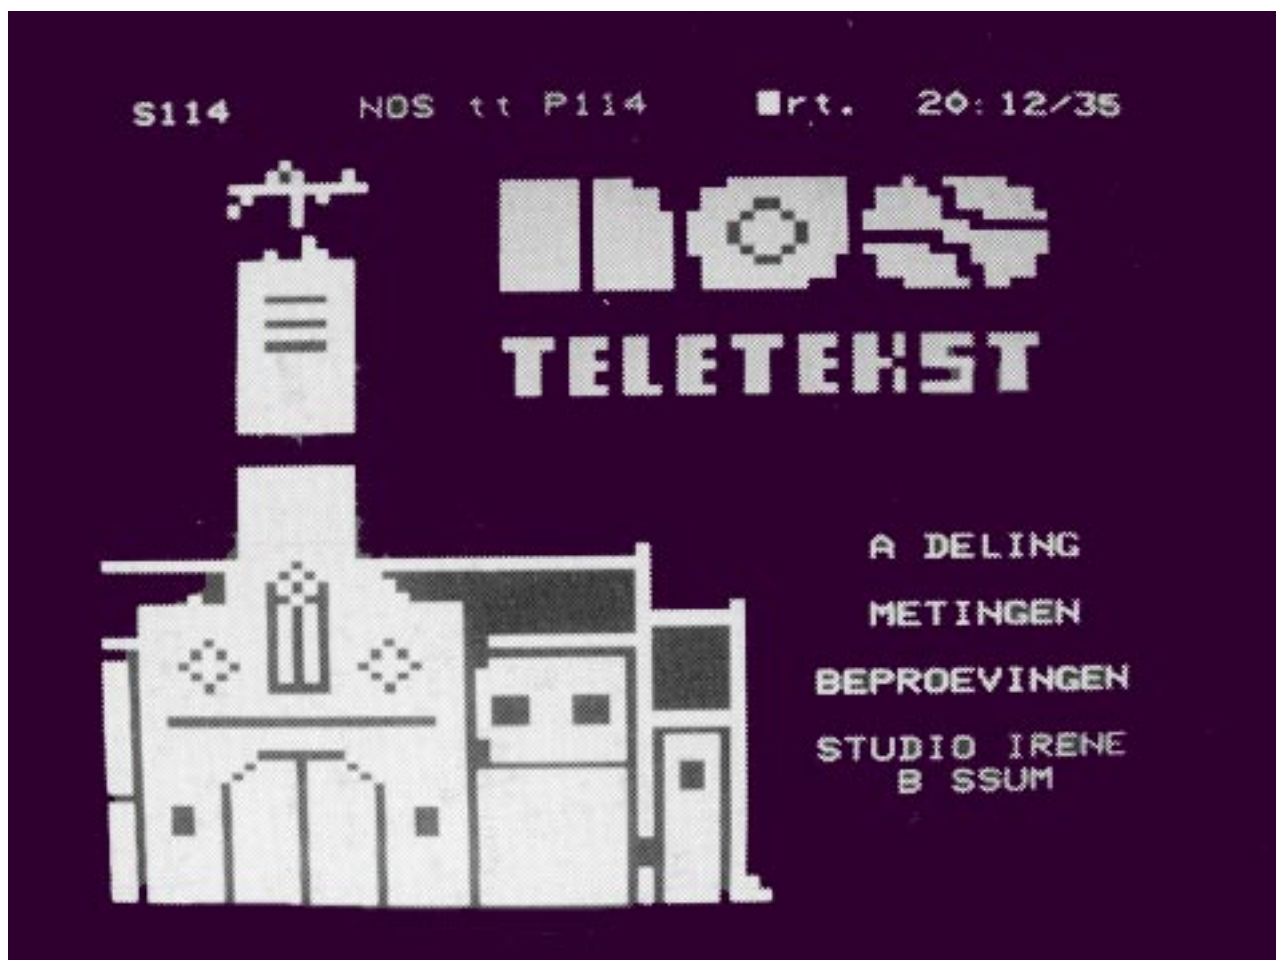 S114 NOS tt P114 ■rt. 20:12/35
NOS
TELETEKST
A DELING
METINGEN
BEPROEVINGEN
STUDIO IRENE
B SSUM